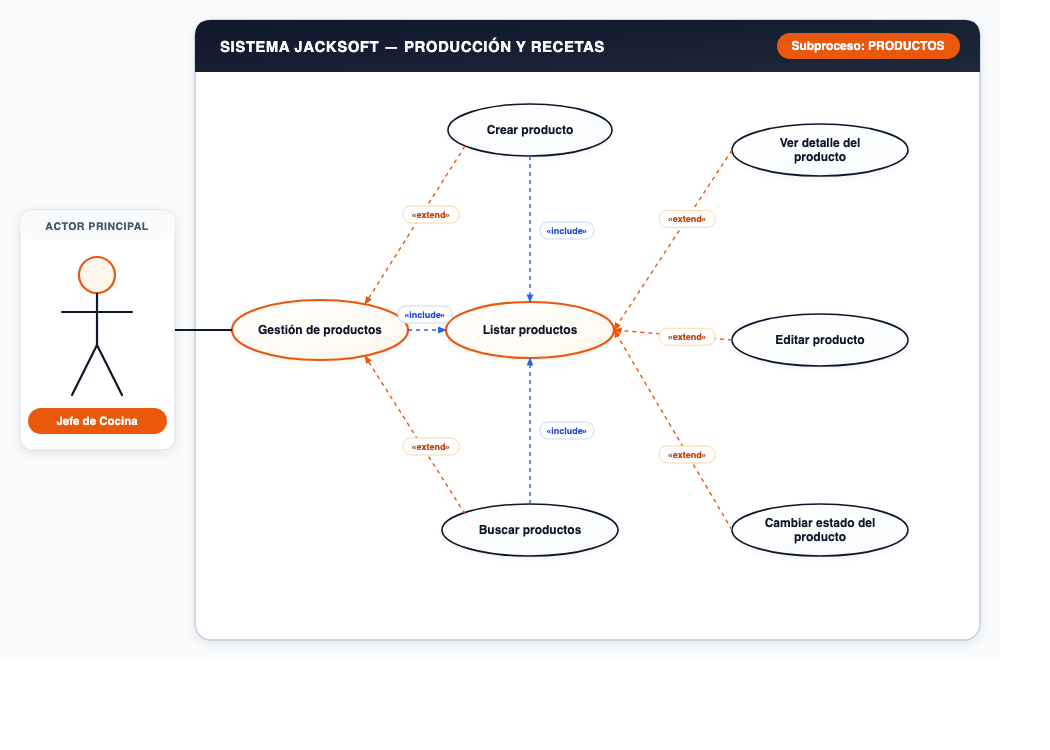 SISTEMA JACKSOFT — PRODUCCIÓN Y RECETAS
Subproceso: PRODUCTOS
Crear producto
Ver detalle del
producto
«extend»
«extend»
«include»
ACTOR PRINCIPAL
«include»
Gestión de productos
Listar productos
«extend»
Editar producto
Jefe de Cocina
«include»
«extend»
«extend»
Buscar productos
Cambiar estado del
producto